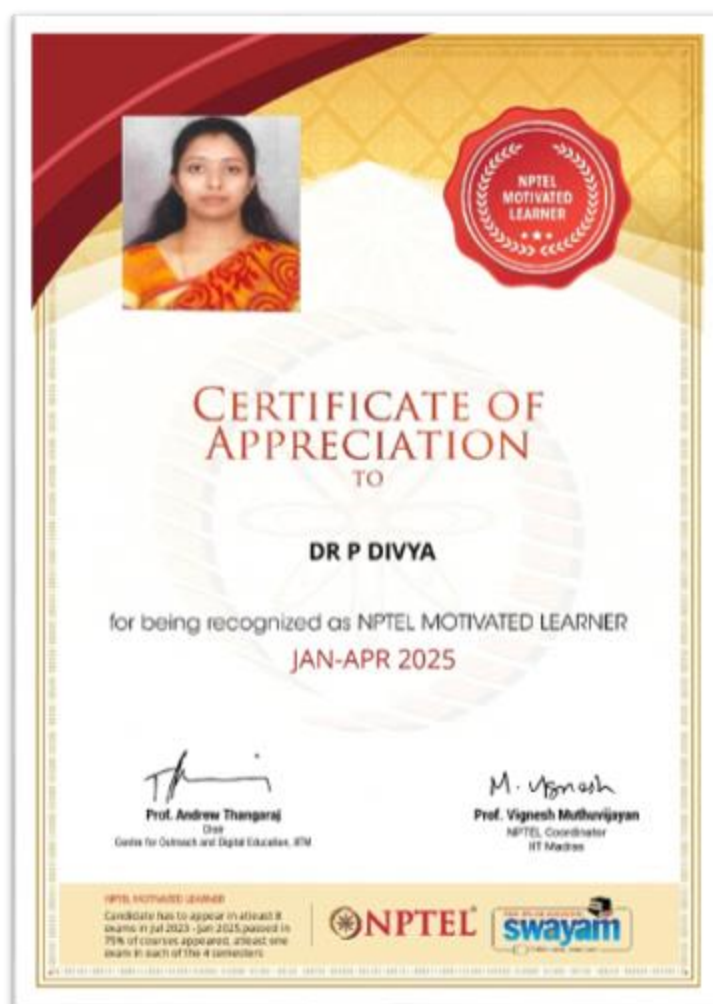 NPTEL
MOTIVATED
LEARNER
CERTIFICATE OF
APPRECIATION
TO
DR P DIVYA
for being recognized as NPTEL MOTIVATED LEARNER
JAN-APR 2025
M. Vignesh
Prof. Andrew Thangaraj
Chair
Centre for Outreach and Digital Education, IITM
Prof. Vignesh Muthuvijayan
NPTEL Coordinator
IIT Madras
NPTEL MOTIVATED LEARNER
Candidate has to appear in atleast 8
exams in Jul 2023 - Jan 2025, passed in
75% of courses appeared, atleast one
exam in each of the 4 semesters
NPTEL
swayam